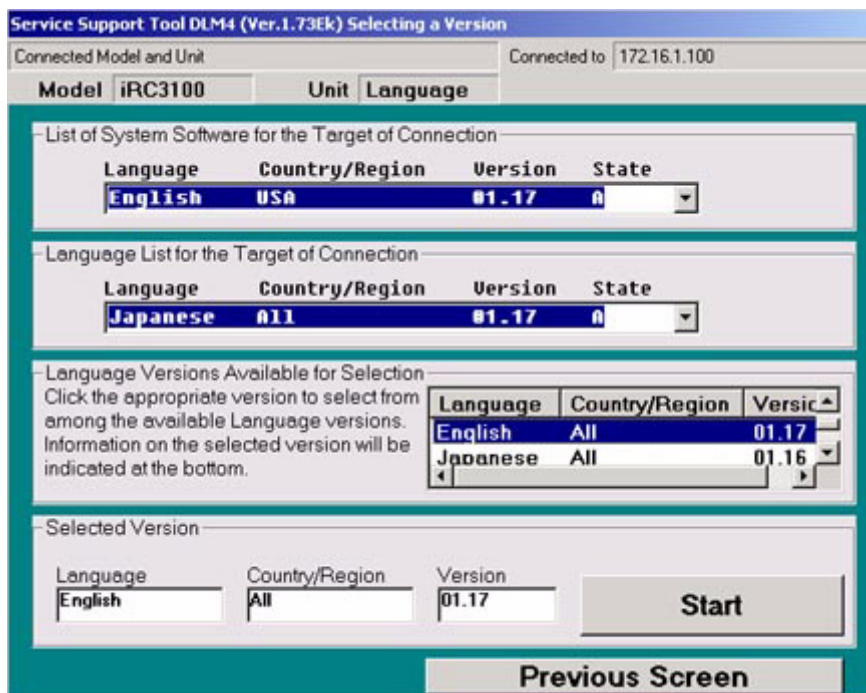 Service Support Tool DLM4 (Ver.1.73Ek) Selecting a Version
Connected Model and Unit
Connected to 172.16.1.100
Model iRC3100 Unit Language
List of System Software for the Target of Connection
Language Country/Region Version State
English USA 01.17 A
Language List for the Target of Connection
Language Country/Region Version State
Japanese All 01.17 A
Language Versions Available for Selection
Click the appropriate version to select from
among the available Language versions.
Information on the selected version will be
indicated at the bottom.
Language Country/Region Versic
English All 01.17
Japanese All 01.16
Selected Version
Language Country/Region Version
English All 01.17
Start
Previous Screen